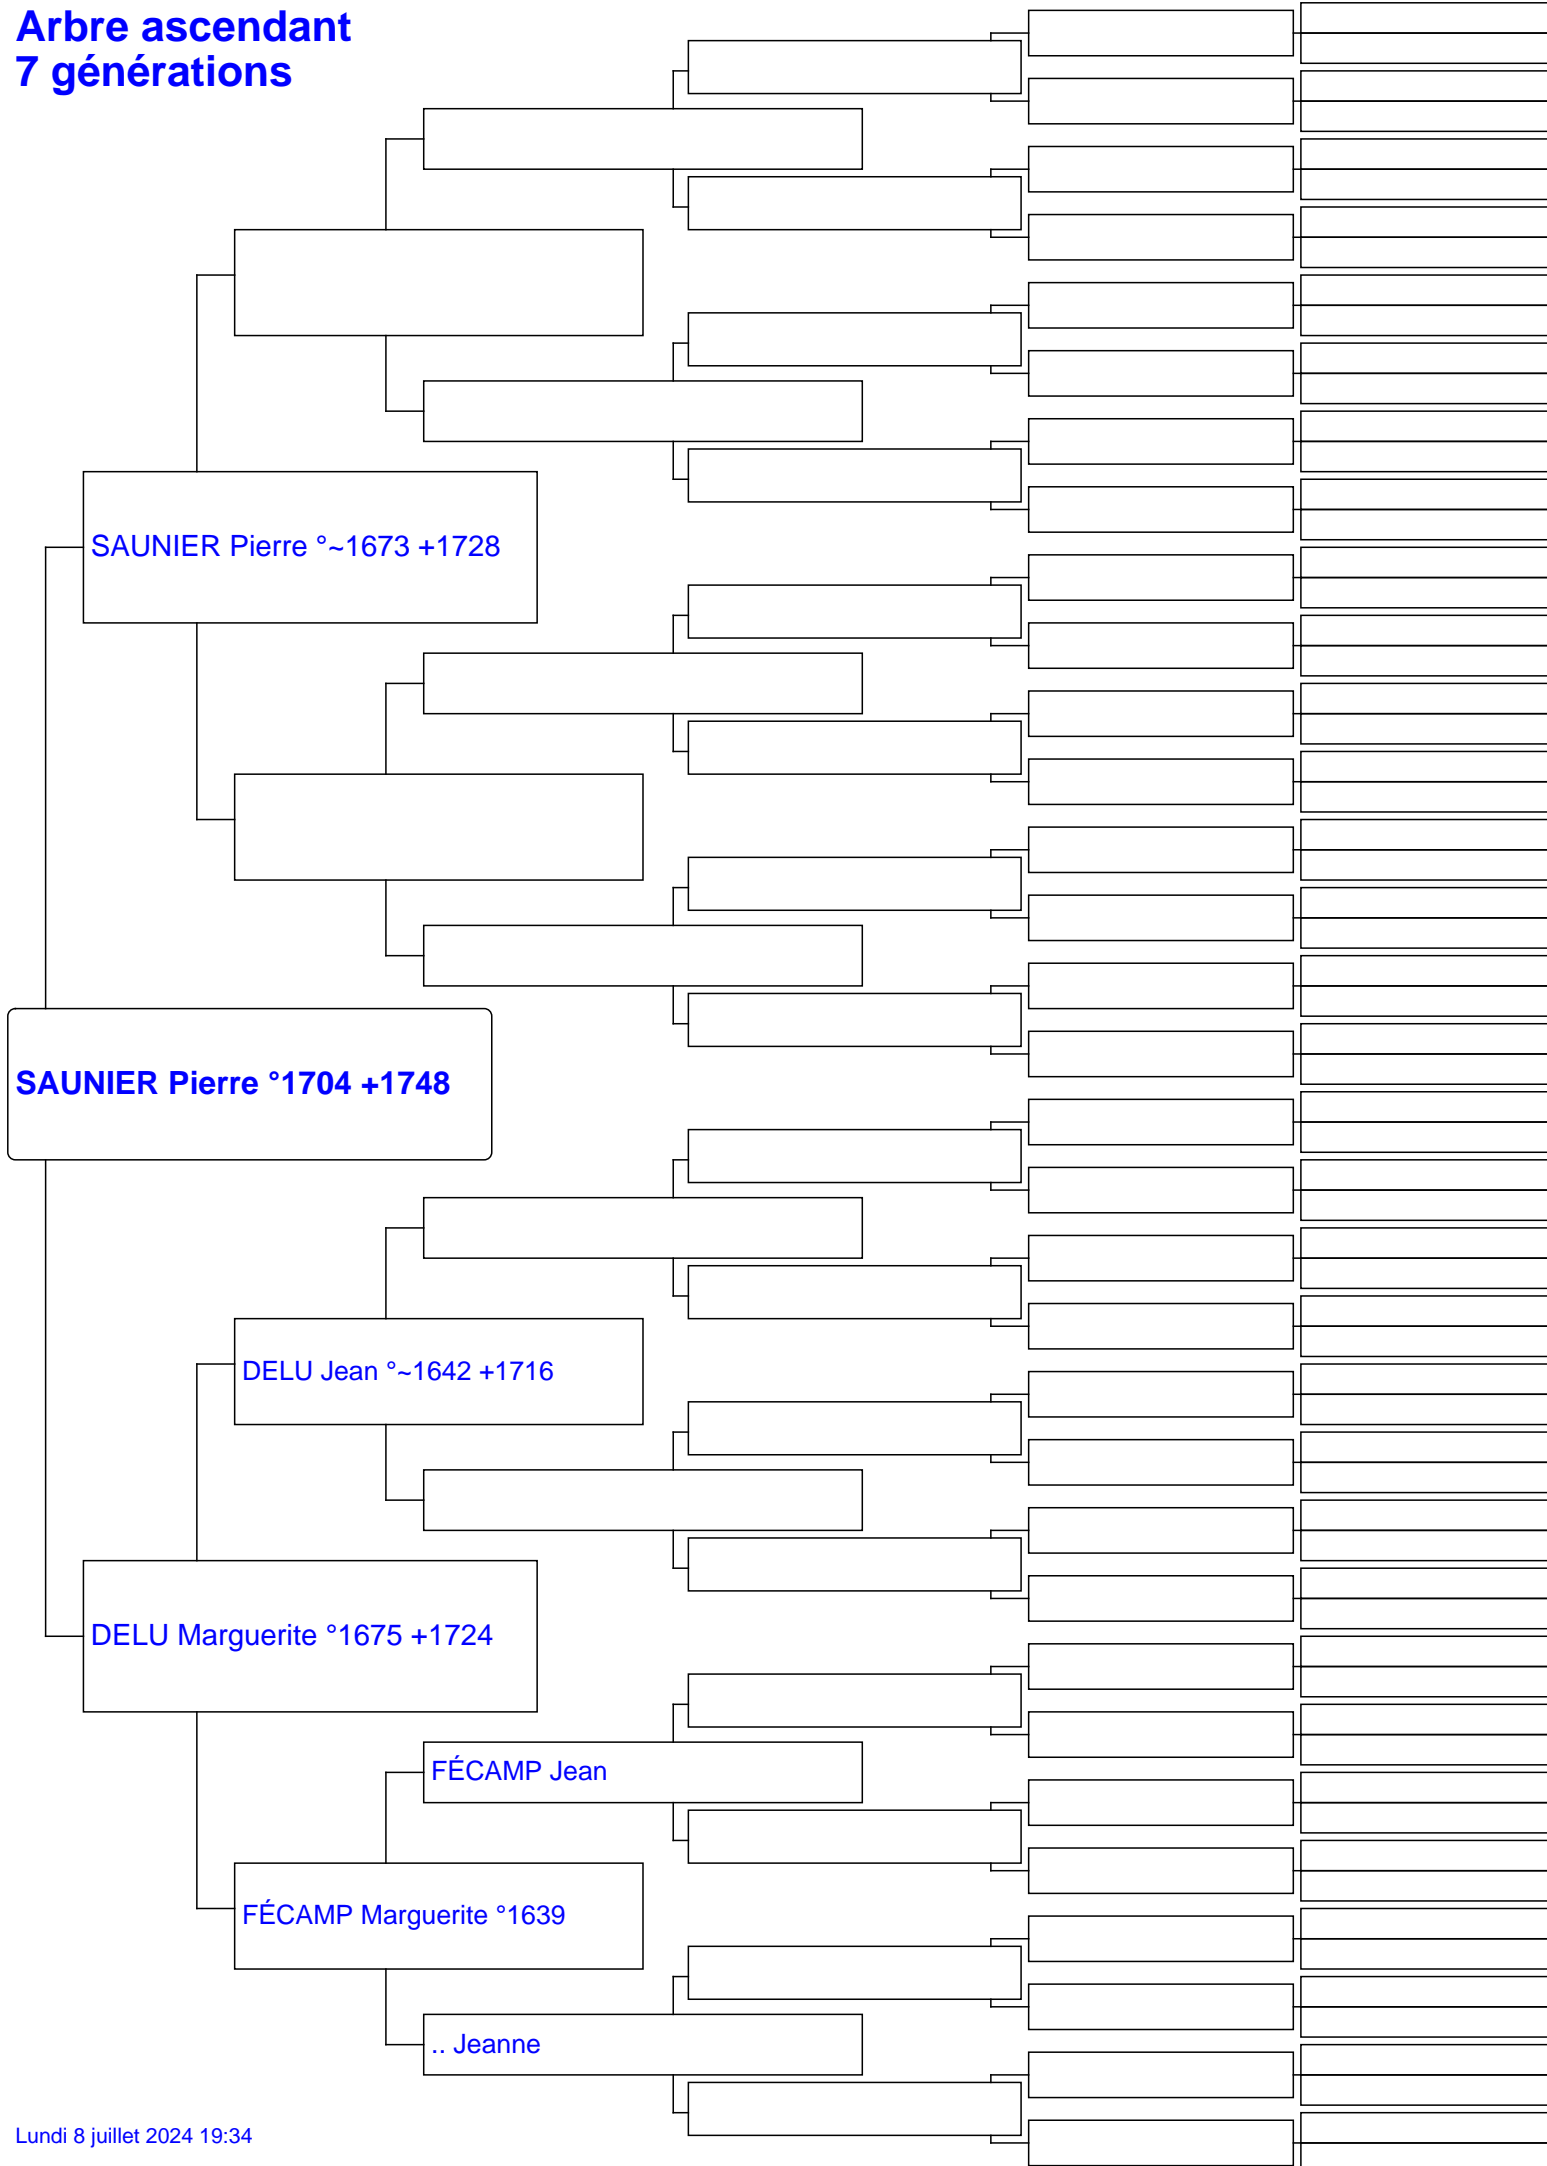 Arbre ascendant
7 générations
SAUNIER Pierre °~1673 +1728
SAUNIER Pierre °1704 +1748
DELU Jean °~1642 +1716
DELU Marguerite °1675 +1724
FÉCAMP Jean
FÉCAMP Marguerite °1639
.. Jeanne
Lundi 8 juillet 2024 19:34